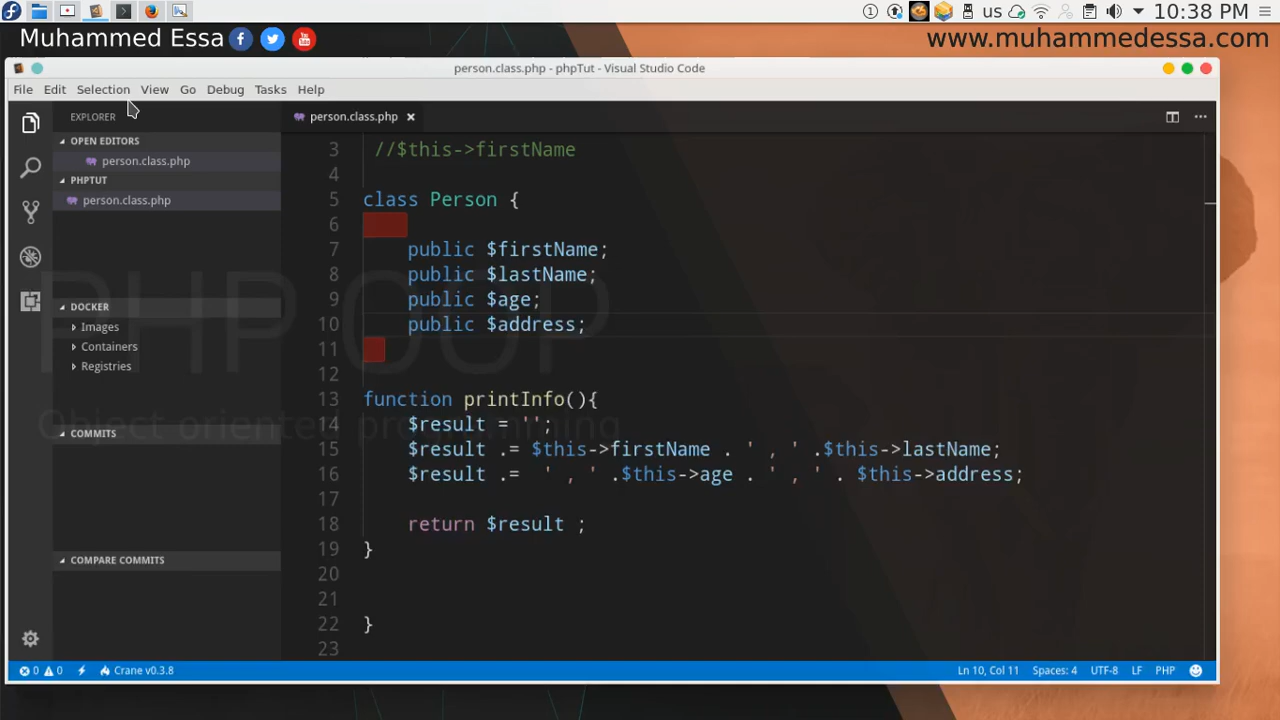 us
10:38 PM
Muhammed Essa
www.muhammedessa.com
person.class.php - phpTut - Visual Studio Code
File Edit Selection View Go Debug Tasks Help
EXPLORER
OPEN EDITORS
person.class.php
PHPTUT
person.class.php
DOCKER
Images
Containers
Registries
COMMITS
COMPARE COMMITS
person.class.php
3 //$this->firstName
4
5 class Person {
6
7 public $firstName;
8 public $lastName;
9 public $age;
10 public $address;
11
12
13 function printInfo(){
14 $result = '';
15 $result .= $this->firstName . ' , ' .$this->lastName;
16 $result .=  ' , ' .$this->age . ' , ' . $this->address;
17
18 return $result ;
19 }
20
21
22 }
23
PHP OOP
Object oriented programming
0 0 Crane v0.3.8
Ln 10, Col 11 Spaces: 4 UTF-8 LF PHP